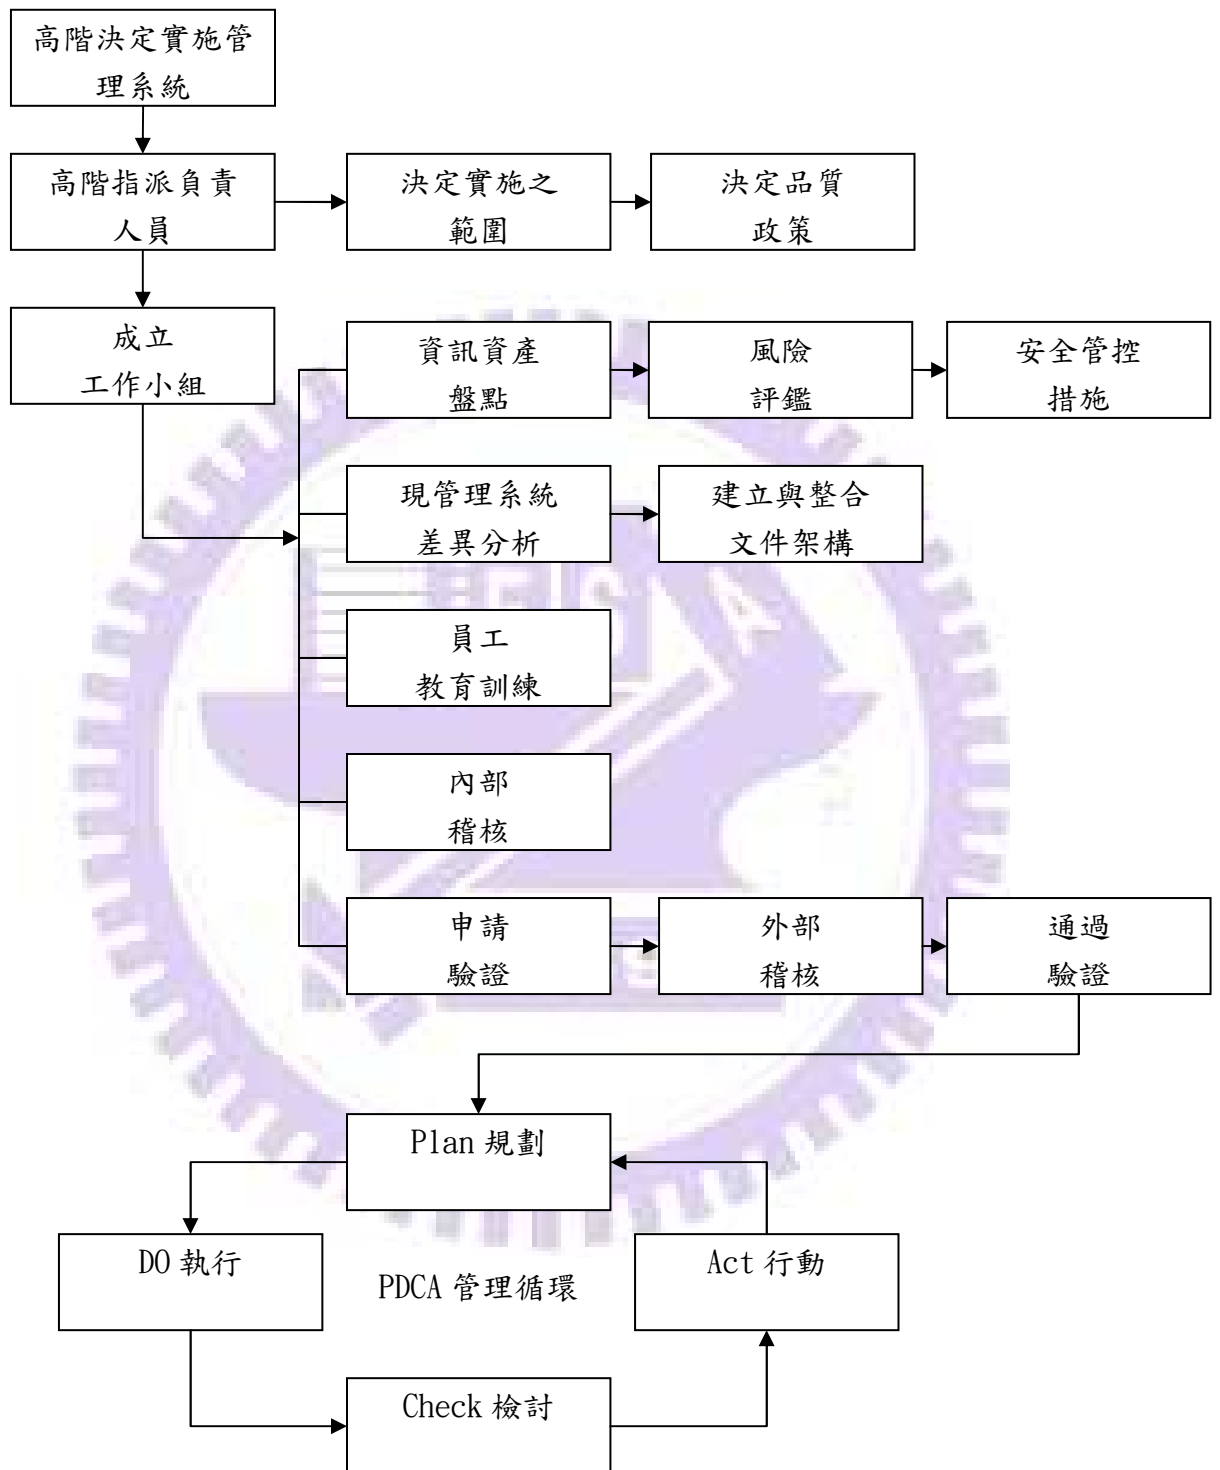 高階決定實施管
理系統
高階指派負責
人員
決定實施之
範圍
決定品質
政策
成立
工作小組
資訊資產
盤點
風險
評鑑
安全管控
措施
現管理系統
差異分析
建立與整合
文件架構
員工
教育訓練
內部
稽核
申請
驗證
外部
稽核
通過
驗證
Plan 規劃
DO 執行
PDCA 管理循環
Act 行動
Check 檢討